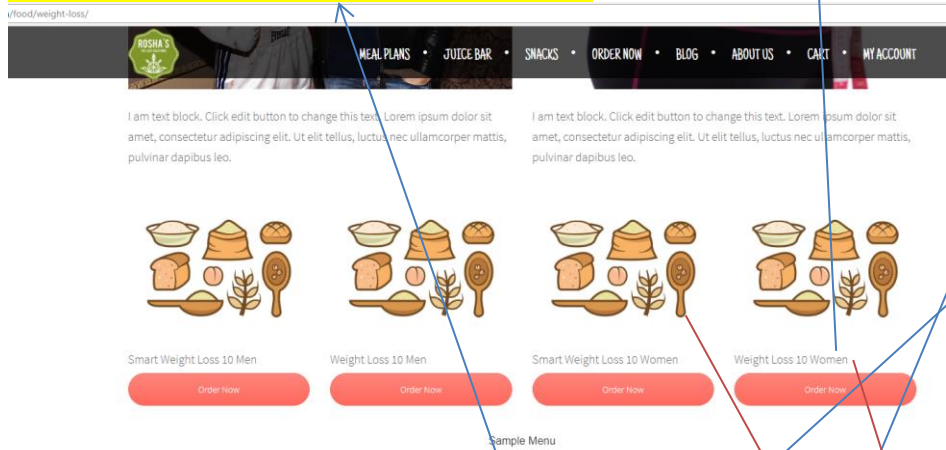 /food/weight-loss/
ROSHA'S
MEAL PLANS • JUICE BAR • SNACKS • ORDER NOW • BLOG • ABOUT US • CART • MY ACCOUNT
I am text block. Click edit button to change this text. Lorem ipsum dolor sit
amet, consectetur adipiscing elit. Ut elit tellus, luctus nec ullamcorper mattis,
pulvinar dapibus leo.
I am text block. Click edit button to change this text. Lorem ipsum dolor sit
amet, consectetur adipiscing elit. Ut elit tellus, luctus nec ullamcorper mattis,
pulvinar dapibus leo.
Smart Weight Loss 10 Men
Order Now
Weight Loss 10 Men
Order Now
Smart Weight Loss 10 Women
Order Now
Weight Loss 10 Women
Order Now
Sample Menu